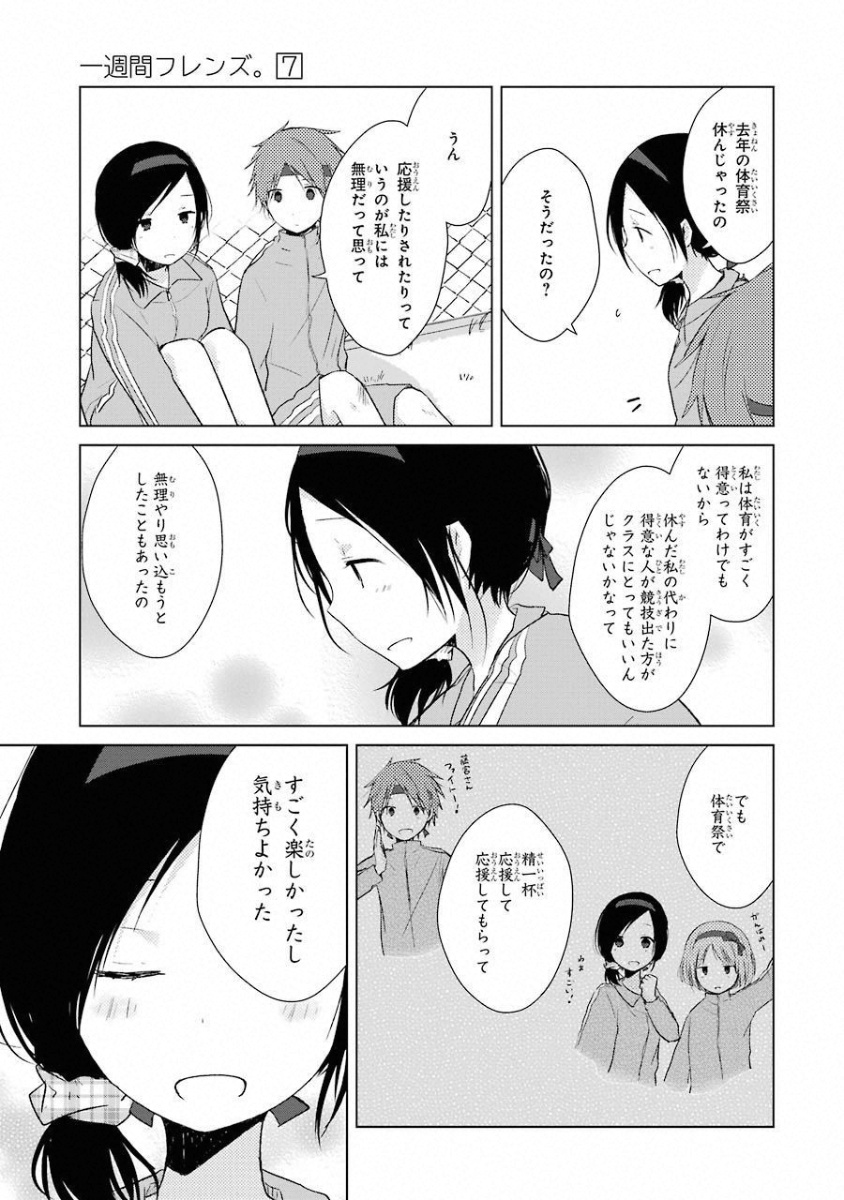 一週間フレンズ。7
去年の体育祭
休んじゃったの
そうだったの?
うん
応援したりされたりって
いうのが私には
無理だって思って
私は体育がすごく
得意ってわけでも
ないから
休んだ私の代わりに
得意な人が競技出た方が
クラスにとってもいいん
じゃないかなって
無理やり思い込もうと
したこともあったの
でも
体育祭で
がんばれー
すごい!
精一杯
応援して
応援してもらって
藤宮さん
ファイトー!
すごく楽しかったし
気持ちよかった